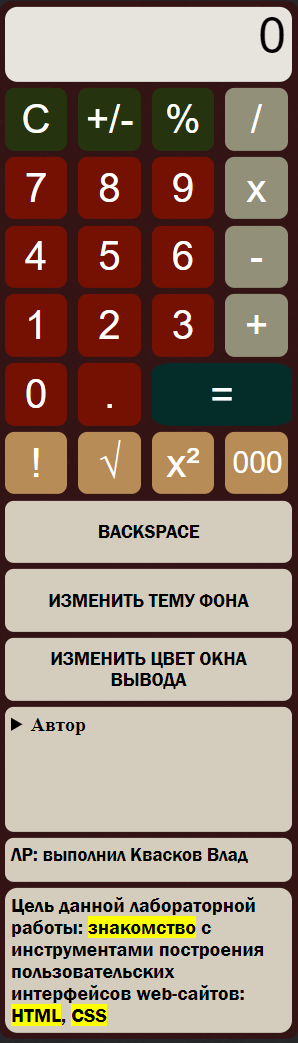 0
C +/- % /
7 8 9 x
4 5 6 -
1 2 3 +
0 . =
! √ x² 000
BACKSPACE
ИЗМЕНИТЬ ТЕМУ ФОНА
ИЗМЕНИТЬ ЦВЕТ ОКНА
ВЫВОДА
▶ Автор
ЛР: выполнил Квасков Влад
Цель данной лабораторной
работы: знакомство с
инструментами построения
пользовательских
интерфейсов web-сайтов:
HTML, CSS